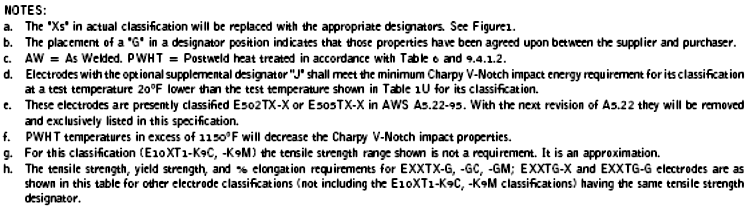 NOTES:
a. The "Xs" in actual classification will be replaced with the appropriate designators. See Figure1.
b. The placement of a "G" in a designator position indicates that those properties have been agreed upon between the supplier and purchaser.
c. AW = As Welded. PWHT = Postweld heat treated in accordance with Table 6 and 9.4.1.2.
d. Electrodes with the optional supplemental designator "J" shall meet the minimum Charpy V-Notch impact energy requirement for its classification
at a test temperature 20°F lower than the test temperature shown in Table 1U for its classification.
e. These electrodes are presently classified E502TX-X or E505TX-X in AWS A5.22-95. With the next revision of A5.22 they will be removed
and exclusively listed in this specification.
f. PWHT temperatures in excess of 1150°F will decrease the Charpy V-Notch impact properties.
g. For this classification (E10XT1-K9C, -K9M) the tensile strength range shown is not a requirement. It is an approximation.
h. The tensile strength, yield strength, and % elongation requirements for EXXTX-G, -GC, -GM; EXXTG-X and EXXTG-G electrodes are as
shown in this table for other electrode classifications (not including the E10XT1-K9C, -K9M classifications) having the same tensile strength
designator.